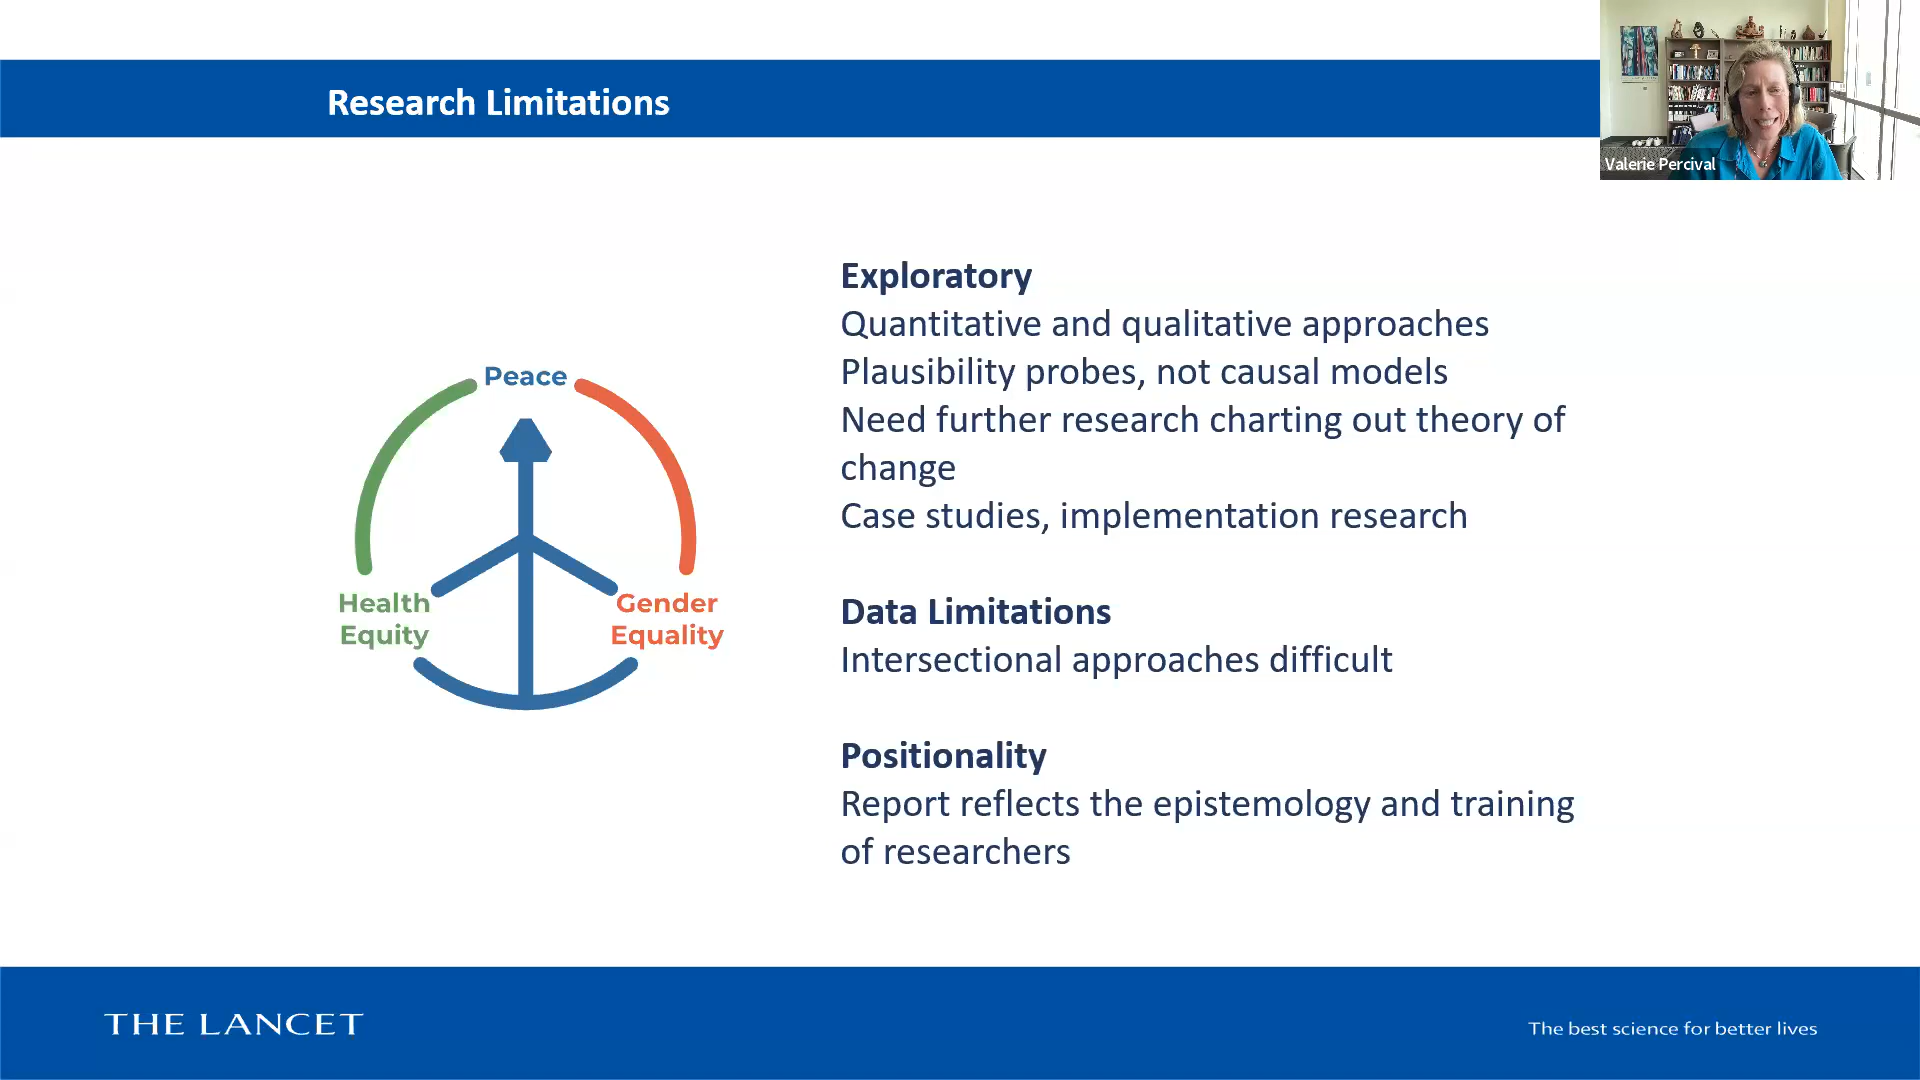 Research Limitations
Valerie Percival
Peace
Health
Equity
Gender
Equality
Exploratory
Quantitative and qualitative approaches
Plausibility probes, not causal models
Need further research charting out theory of
change
Case studies, implementation research
Data Limitations
Intersectional approaches difficult
Positionality
Report reflects the epistemology and training
of researchers
THE LANCET
The best science for better lives